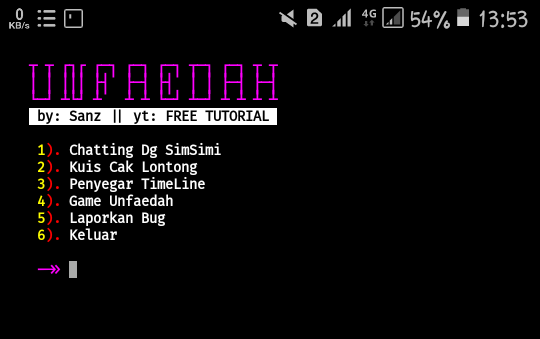 0
KB/s
2
4G
54%
13:53
UNFAEDAH
by: Sanz || yt: FREE TUTORIAL
1). Chatting Dg SimSimi
2). Kuis Cak Lontong
3). Penyegar TimeLine
4). Game Unfaedah
5). Laporkan Bug
6). Keluar
─»